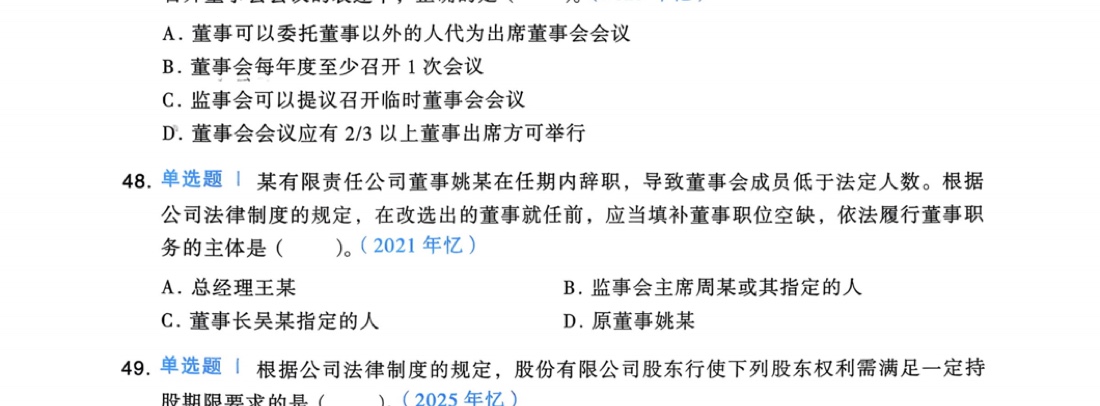 A. 董事可以委托董事以外的人代为出席董事会会议
B. 董事会每年度至少召开 1 次会议
C. 监事会可以提议召开临时董事会会议
D. 董事会会议应有 2/3 以上董事出席方可举行
48. 单选题 | 某有限责任公司董事姚某在任期内辞职，导致董事会成员低于法定人数。根据
公司法律制度的规定，在改选出的董事就任前，应当填补董事职位空缺，依法履行董事职
务的主体是（　　）。（2021 年忆）
A. 总经理王某　　B. 监事会主席周某或其指定的人
C. 董事长吴某指定的人　　D. 原董事姚某
49. 单选题 | 根据公司法律制度的规定，股份有限公司股东行使下列股东权利需满足一定持
股期限要求的是（　　）。（2025 年忆）